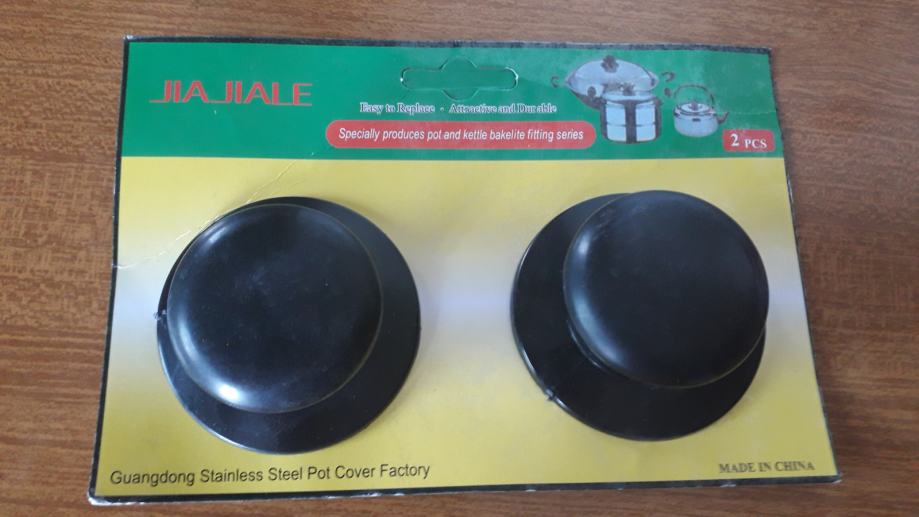 JIAJIALE
Easy to Replace • Attractive and Durable
Specially produces pot and kettle bakelite fitting series
2 PCS
Guangdong Stainless Steel Pot Cover Factory
MADE IN CHINA